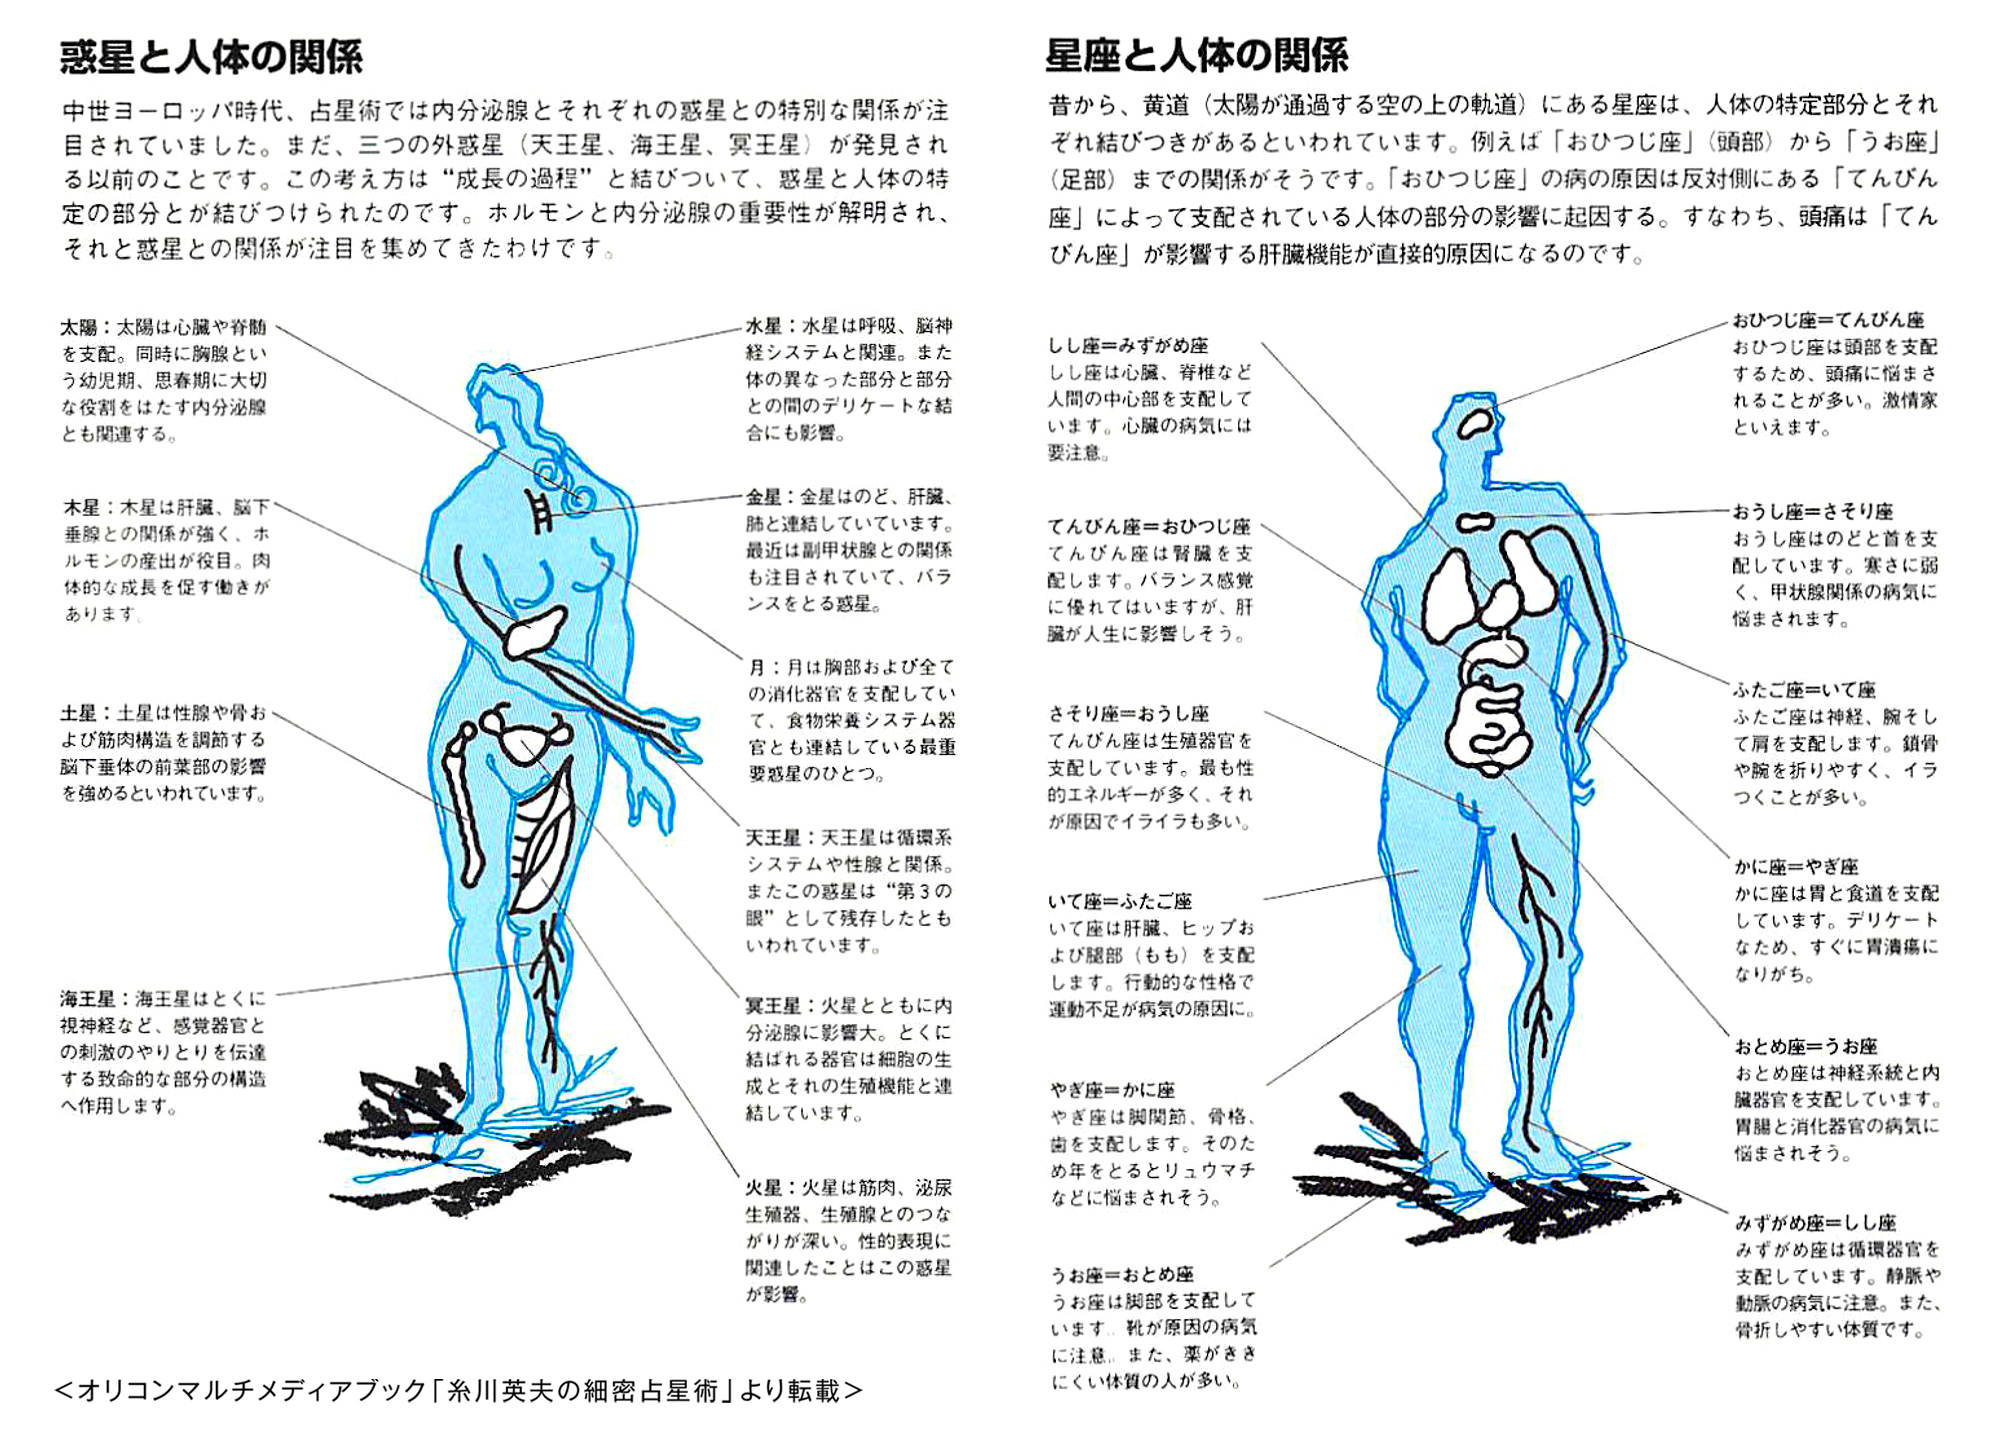 惑星と人体の関係
中世ヨーロッパ時代、占星術では内分泌腺とそれぞれの惑星との特別な関係が注
目されていました。まだ、三つの外惑星（天王星、海王星、冥王星）が発見され
る以前のことです。この考え方は“成長の過程”と結びついて、惑星と人体の特
定の部分とが結びつけられたのです。ホルモンと内分泌腺の重要性が解明され、
それと惑星との関係が注目を集めてきたわけです。
太陽：太陽は心臓や脊髄
を支配。同時に胸腺とい
う幼児期、思春期に大切
な役割をはたす内分泌腺
とも関連する。
木星：木星は肝臓、脳下
垂腺との関係が強く、ホ
ルモンの産出が役目。肉
体的な成長を促す働きが
あります。
土星：土星は性腺や骨お
よび筋肉構造を調節する
脳下垂体の前葉部の影響
を強めるといわれています。
海王星：海王星はとくに
視神経など、感覚器官と
の刺激のやりとりを伝達
する致命的な部分の構造
へ作用します。
水星：水星は呼吸、脳神
経システムと関連。また
体の異なった部分と部分
との間のデリケートな結
合にも影響。
金星：金星はのど、肝臓、
肺と連結していています。
最近は副甲状腺との関係
も注目されていて、バラ
ンスをとる惑星。
月：月は胸部および全て
の消化器官を支配してい
て、食物栄養システム器
官とも連結している最重
要惑星のひとつ。
天王星：天王星は循環系
システムや性腺と関係。
またこの惑星は“第3の
眼”として残存したとも
いわれています。
冥王星：火星とともに内
分泌腺に影響大。とくに
結ばれる器官は細胞の生
成とそれの生殖機能と連
結しています。
火星：火星は筋肉、泌尿
生殖器、生殖腺とのつな
がりが深い。性的表現に
関連したことはこの惑星
が影響。
＜オリコンマルチメディアブック「糸川英夫の細密占星術」より転載＞
星座と人体の関係
昔から、黄道（太陽が通過する空の上の軌道）にある星座は、人体の特定部分とそれ
ぞれ結びつきがあるといわれています。例えば「おひつじ座」（頭部）から「うお座」
（足部）までの関係がそうです。「おひつじ座」の病の原因は反対側にある「てんびん
座」によって支配されている人体の部分の影響に起因する。すなわち、頭痛は「てん
びん座」が影響する肝臓機能が直接的原因になるのです。
しし座＝みずがめ座
しし座は心臓、脊椎など
人間の中心部を支配して
います。心臓の病気には
要注意。
てんびん座＝おひつじ座
てんびん座は腎臓を支
配します。バランス感覚
に優れてはいますが、肝
臓が人生に影響しそう。
さそり座＝おうし座
てんびん座は生殖器官を
支配しています。最も性
的エネルギーが多く、それ
が原因でイライラも多い。
いて座＝ふたご座
いて座は肝臓、ヒップお
よび腿部（もも）を支配
します。行動的な性格で
運動不足が病気の原因に。
やぎ座＝かに座
やぎ座は脚関節、骨格、
歯を支配します。そのた
め年をとるとリュウマチ
などに悩まされそう。
うお座＝おとめ座
うお座は脚部を支配して
います。靴が原因の病気
に注意。また、薬がきき
にくい体質の人が多い。
おひつじ座＝てんびん座
おひつじ座は頭部を支配
するため、頭痛に悩まさ
れることが多い。激情家
といえます。
おうし座＝さそり座
おうし座はのどと首を支
配しています。寒さに弱
く、甲状腺関係の病気に
悩まされます。
ふたご座＝いて座
ふたご座は神経、腕そし
て肩を支配します。鎖骨
や腕を折りやすく、イラ
つくことが多い。
かに座＝やぎ座
かに座は胃と食道を支配
しています。デリケート
なため、すぐに胃潰瘍に
なりがち。
おとめ座＝うお座
おとめ座は神経系統と内
臓器官を支配しています。
胃腸と消化器官の病気に
悩まされそう。
みずがめ座＝しし座
みずがめ座は循環器官を
支配しています。静脈や
動脈の病気に注意。また、
骨折しやすい体質です。